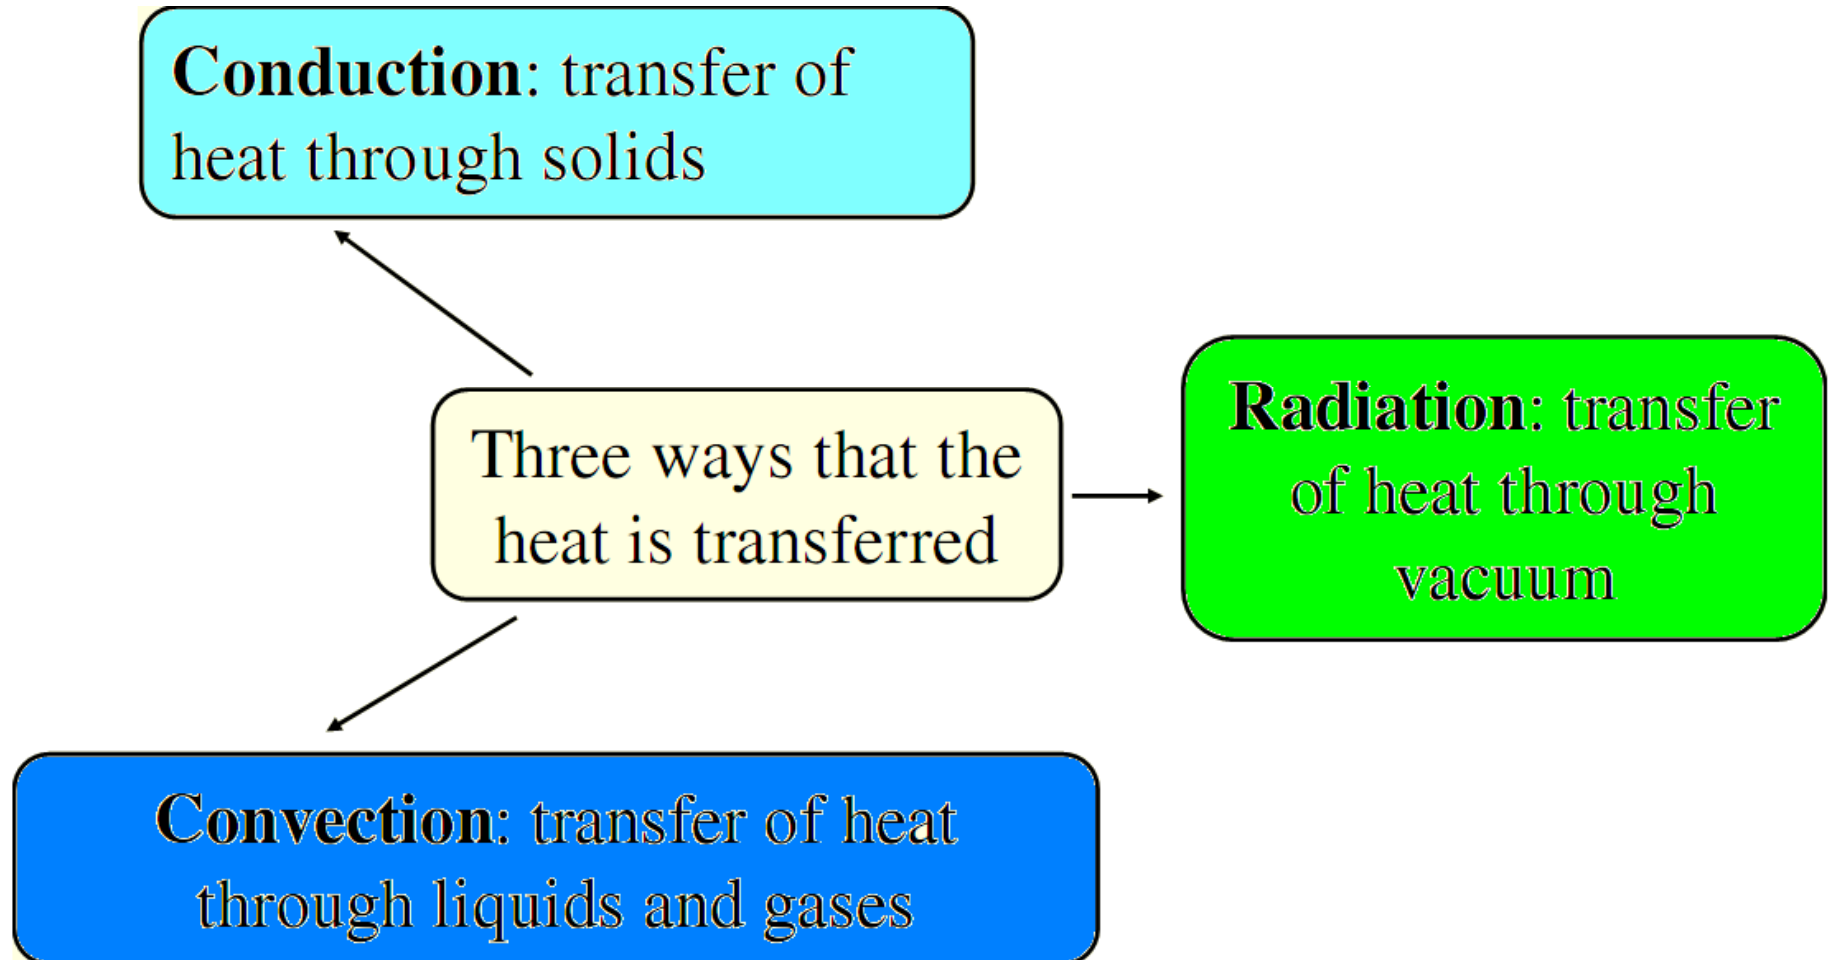 Conduction: transfer of
heat through solids
Three ways that the
heat is transferred
Radiation: transfer
of heat through
vacuum
Convection: transfer of heat
through liquids and gases